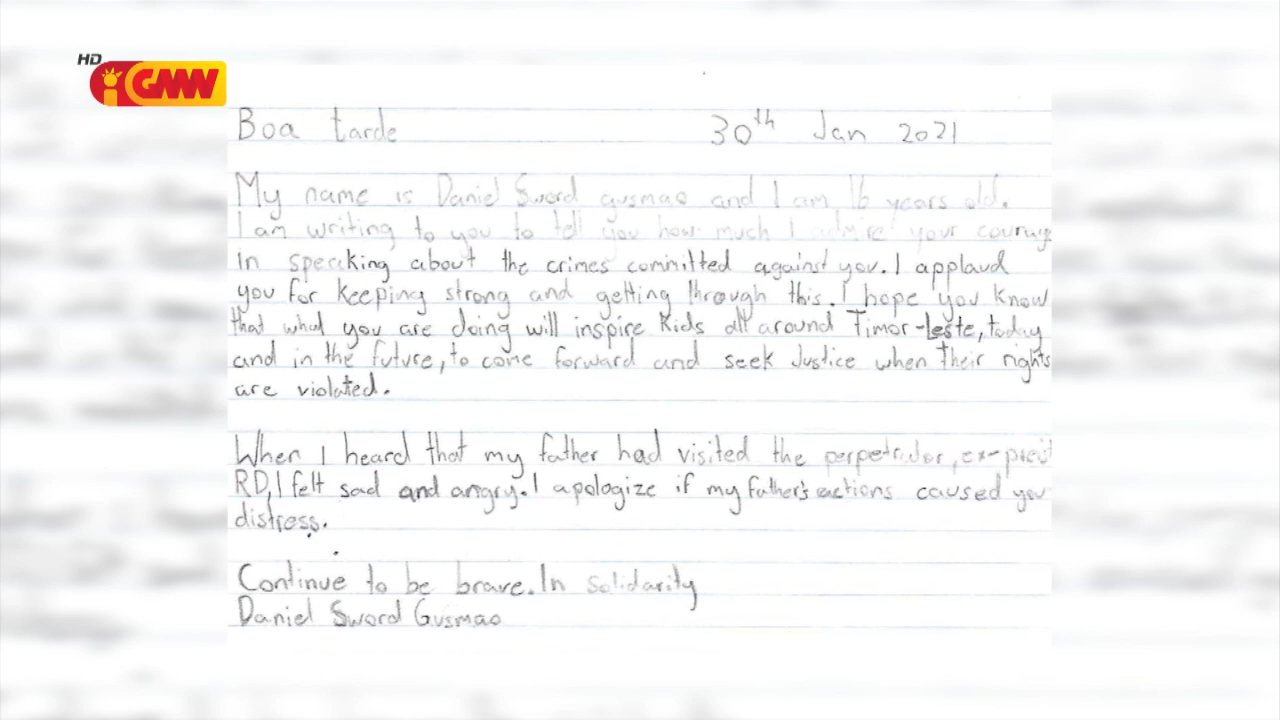 HD
iGMW
Boa tarde 30th Jan 2021
My name is Daniel Sword gusmao and I am 16 years old.
I am writing to you to tell you how much I admire your courage
in speaking about the crimes committed against you. I applaud
you for keeping strong and getting through this. I hope you know
that what you are doing will inspire kids all around Timor-Leste, today
and in the future, to come forward and seek Justice when their rights
are violated.
When I heard that my father had visited the perpetrator, ex-priest
RD, I felt sad and angry. I apologize if my father's actions caused you
distress.
Continue to be brave. In solidarity
Daniel Sword Gusmao